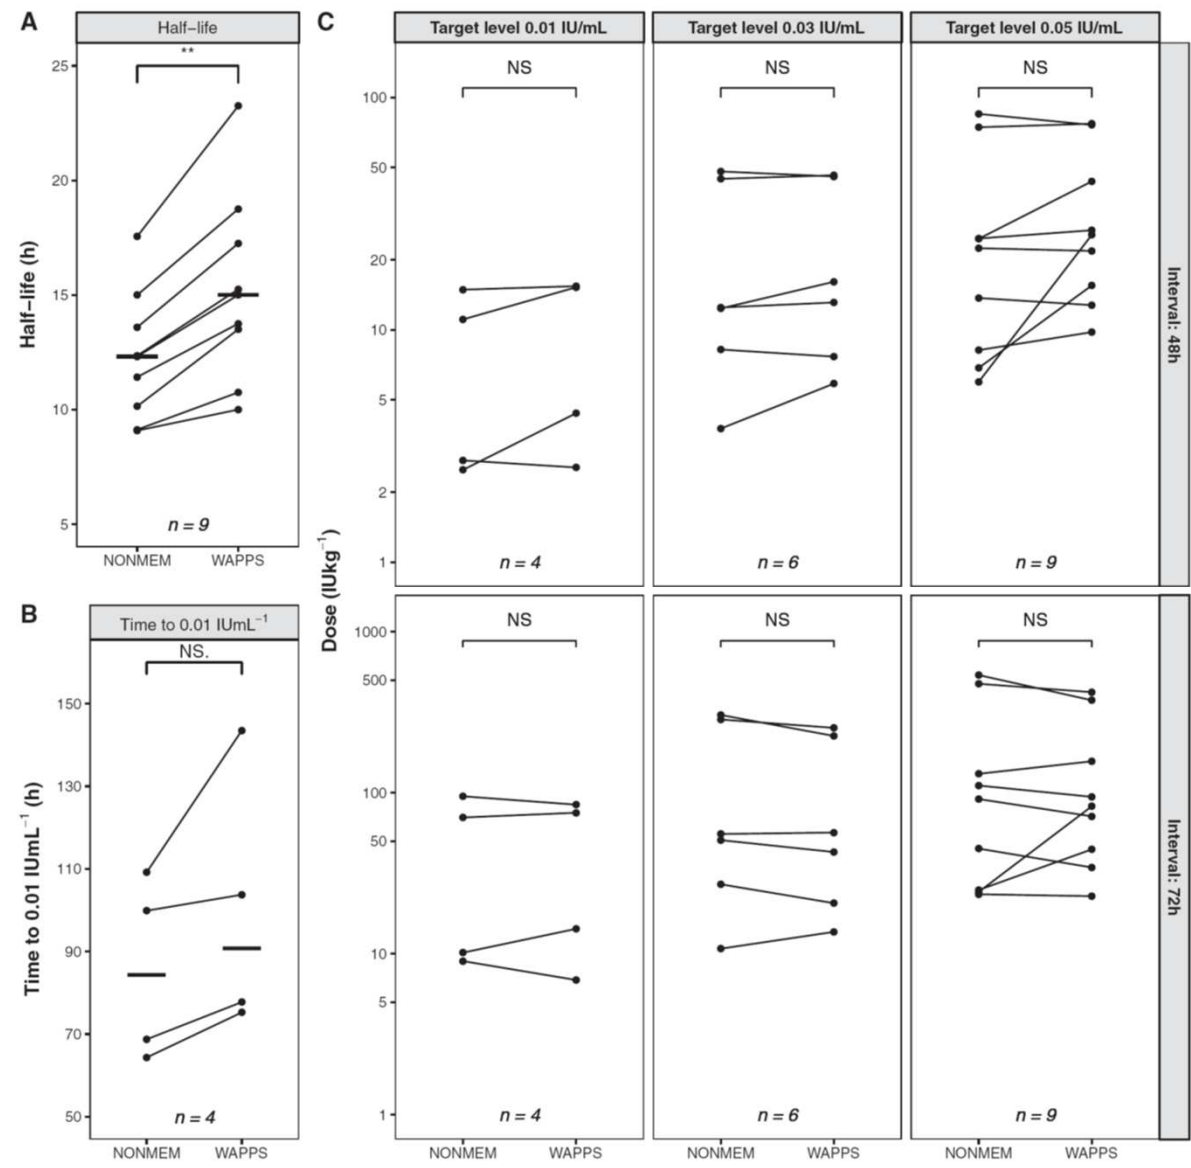 A
Half−life
**
Half−life (h)
25
20
15
10
5
n = 9
NONMEM WAPPS
B
Time to 0.01 IUmL−1
NS.
Time to 0.01 IUmL−1 (h)
150
130
110
90
70
50
n = 4
NONMEM WAPPS
C
Target level 0.01 IU/mL Target level 0.03 IU/mL Target level 0.05 IU/mL
NS NS NS
Dose (IUkg−1)
100
50
20
10
5
2
1
n = 4 n = 6 n = 9
Interval: 48h
NS NS NS
1000
500
100
50
10
5
1
n = 4 n = 6 n = 9
Interval: 72h
NONMEM WAPPS NONMEM WAPPS NONMEM WAPPS